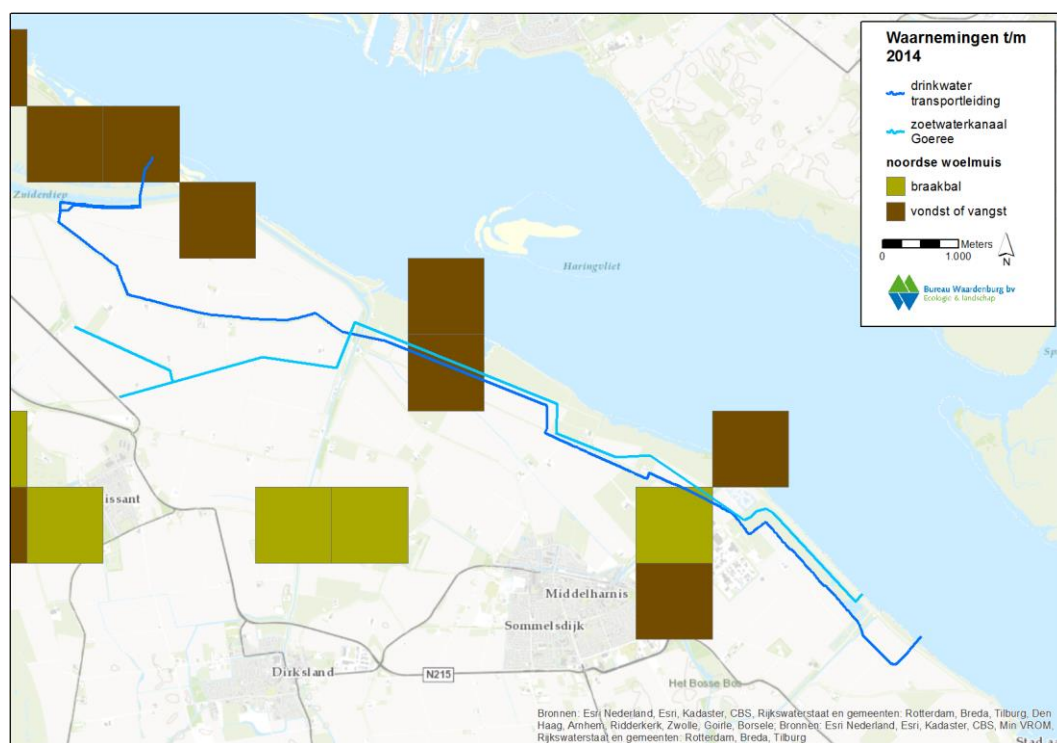 Waarnemingen t/m
2014
drinkwater
transportleiding
zoetwaterkanaal
Goeree
noordse woelmuis
braakbal
vondst of vangst
Meters
0 1.000
N
Bureau Waardenburg bv
Ecologie & landschap
Zuiderdiep
Haringvliet
issant
Middelharnis
Sommelsdijk
Dirksland
N215
Het Bosse Bos
Bronnen: Esri Nederland, Esri, Kadaster, CBS, Rijkswaterstaat en gemeenten: Rotterdam, Breda, Tilburg, Den
Haag, Arnhem, Ridderkerk, Zwolle, Goirle, Borsele; Bronnen: Esri Nederland, Esri, Kadaster, CBS, Min VROM,
Rijkswaterstaat en gemeenten: Rotterdam, Breda, Tilburg